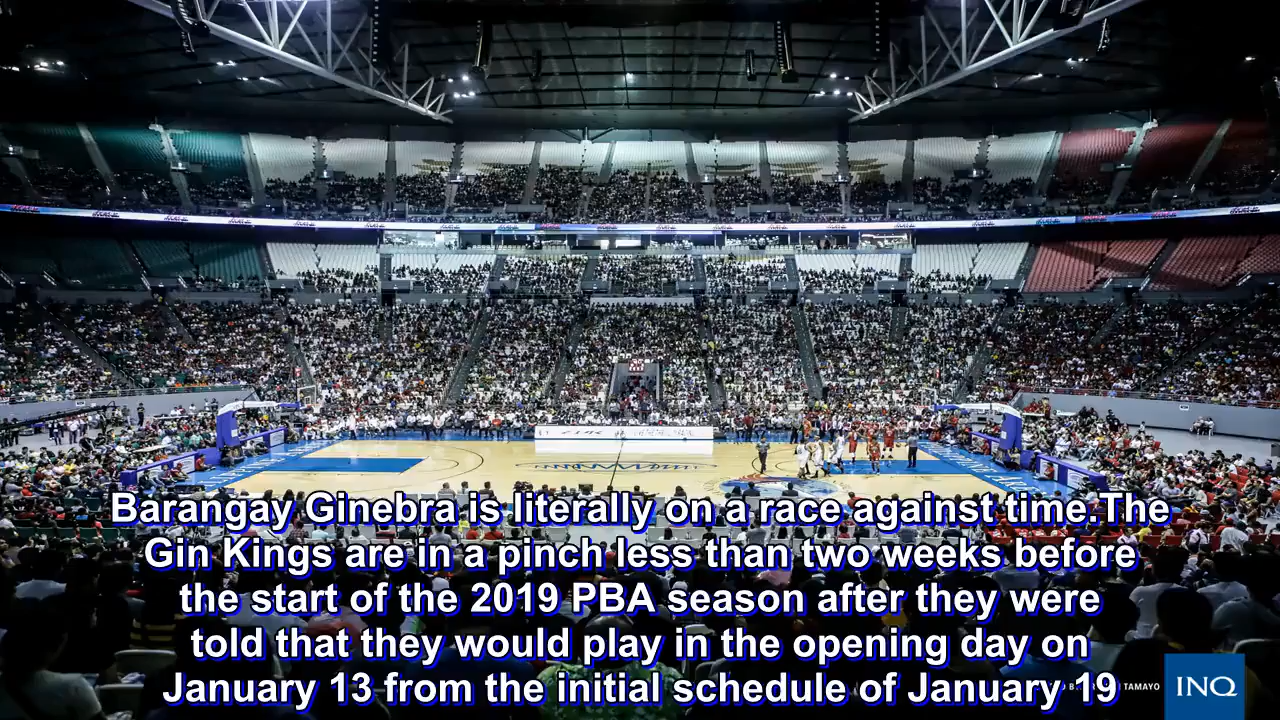 Barangay Ginebra is literally on a race against time.The
Gin Kings are in a pinch less than two weeks before
the start of the 2019 PBA season after they were
told that they would play in the opening day on
January 13 from the initial schedule of January 19
TAMAYO
INQ